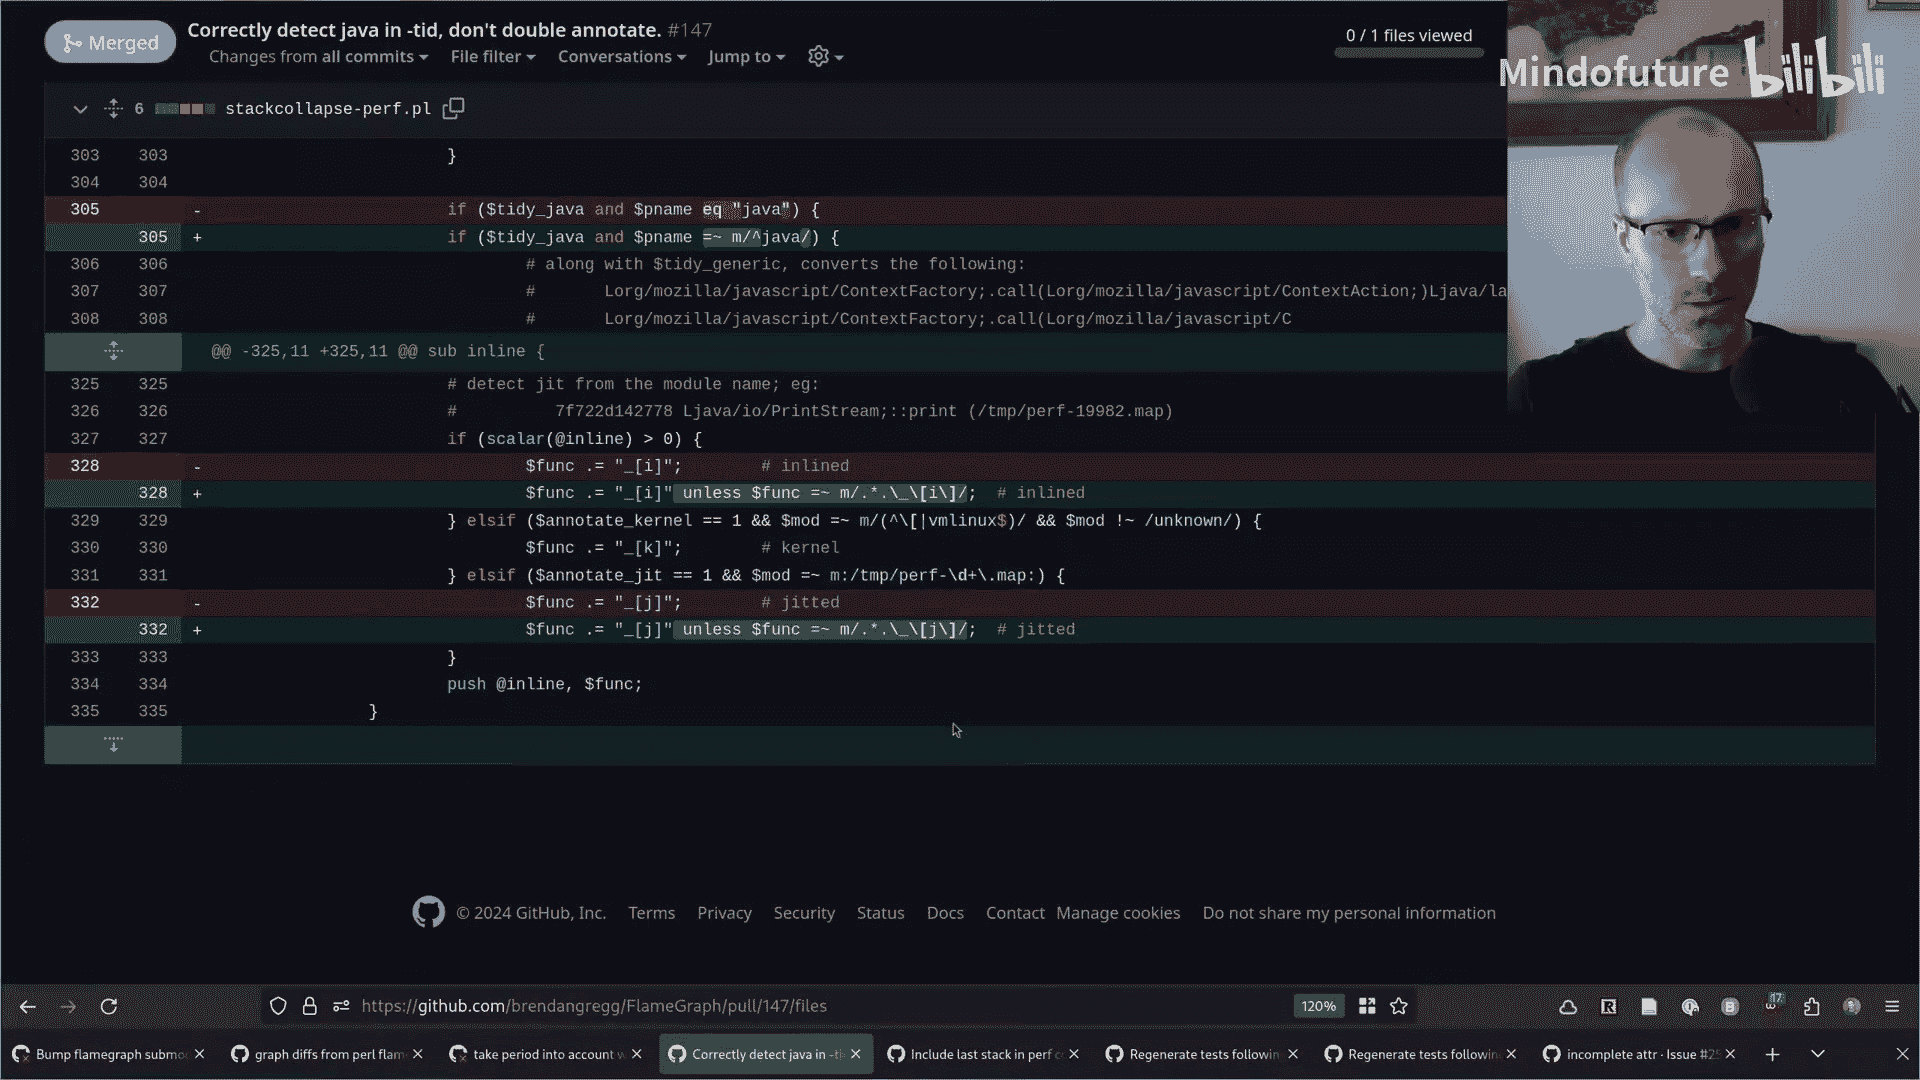 Merged
Correctly detect java in -tid, don't double annotate. #147
Changes from all commits
File filter
Conversations
Jump to
0 / 1 files viewed
Mindofuture bilibili
6 stackcollapse-perf.pl
303 303 }
304 304
305 - if ($tidy_java and $pname eq "java") {
305 + if ($tidy_java and $pname =~ m/^java/) {
306 306 # along with $tidy_generic, converts the following:
307 307 # Lorg/mozilla/javascript/ContextFactory;.call(Lorg/mozilla/javascript/ContextAction;)Ljava/la
308 308 # Lorg/mozilla/javascript/ContextFactory;.call(Lorg/mozilla/javascript/C
@@ -325,11 +325,11 @@ sub inline {
325 325 # detect jit from the module name; eg:
326 326 # 7f722d142778 Ljava/io/PrintStream;::print (/tmp/perf-19982.map)
327 327 if (scalar(@inline) > 0) {
328 - $func .= "_[i]"; # inlined
328 + $func .= "_[i]" unless $func =~ m/.*.\_\[i\]/; # inlined
329 329 } elsif ($annotate_kernel == 1 && $mod =~ m/(^\[|vmlinux$)/ && $mod !~ /unknown/) {
330 330 $func .= "_[k]"; # kernel
331 331 } elsif ($annotate_jit == 1 && $mod =~ m:/tmp/perf-\d+\.map:) {
332 - $func .= "_[j]"; # jitted
332 + $func .= "_[j]" unless $func =~ m/.*.\_\[j\]/; # jitted
333 333 }
334 334 push @inline, $func;
335 335 }
© 2024 GitHub, Inc. Terms Privacy Security Status Docs Contact Manage cookies Do not share my personal information
https://github.com/brendangregg/FlameGraph/pull/147/files
120%
17
Bump flamegraph submo
graph diffs from perl flam
take period into account w
Correctly detect java in -ti
Include last stack in perf c
Regenerate tests followin
Regenerate tests followin
incomplete attr · Issue #25